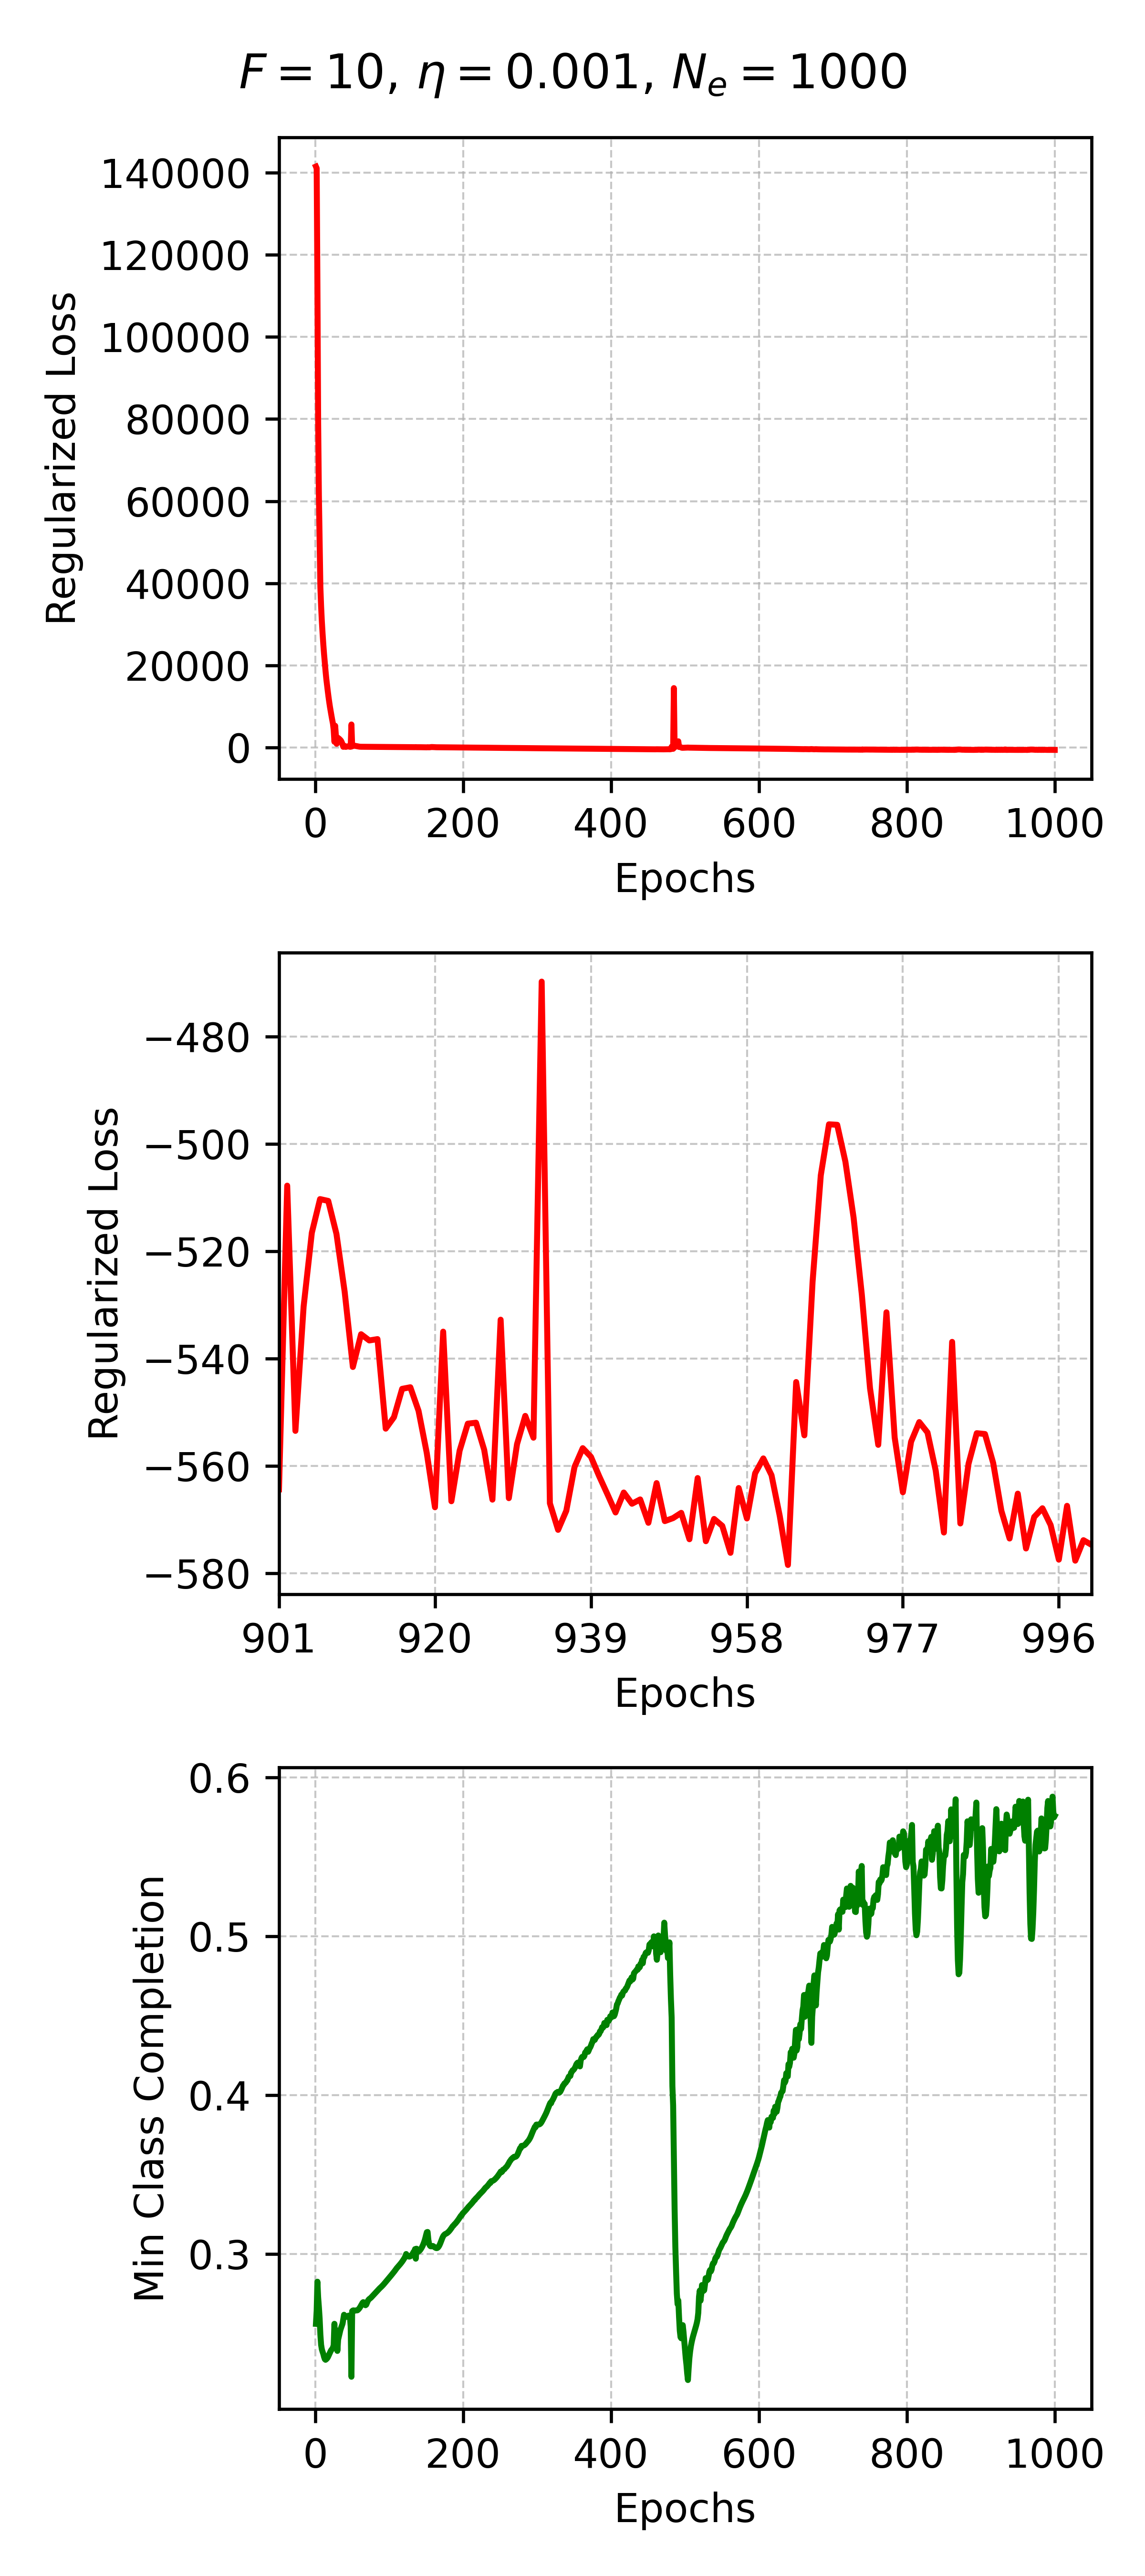 F = 10, η = 0.001, Nₑ = 1000
140000
120000
100000
80000
60000
40000
20000
0
Regularized Loss
0 200 400 600 800 1000
Epochs
−480
−500
−520
−540
−560
−580
Regularized Loss
901 920 939 958 977 996
Epochs
0.6
0.5
0.4
0.3
Min Class Completion
0 200 400 600 800 1000
Epochs